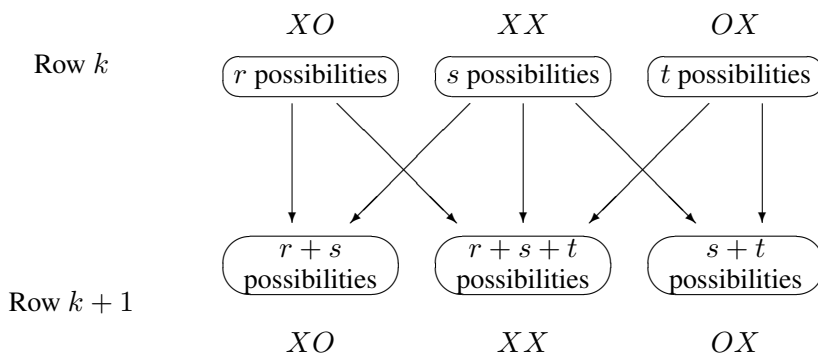 XO XX OX
Row k
r possibilities s possibilities t possibilities
r + s r + s + t s + t
possibilities possibilities possibilities
Row k + 1
XO XX OX